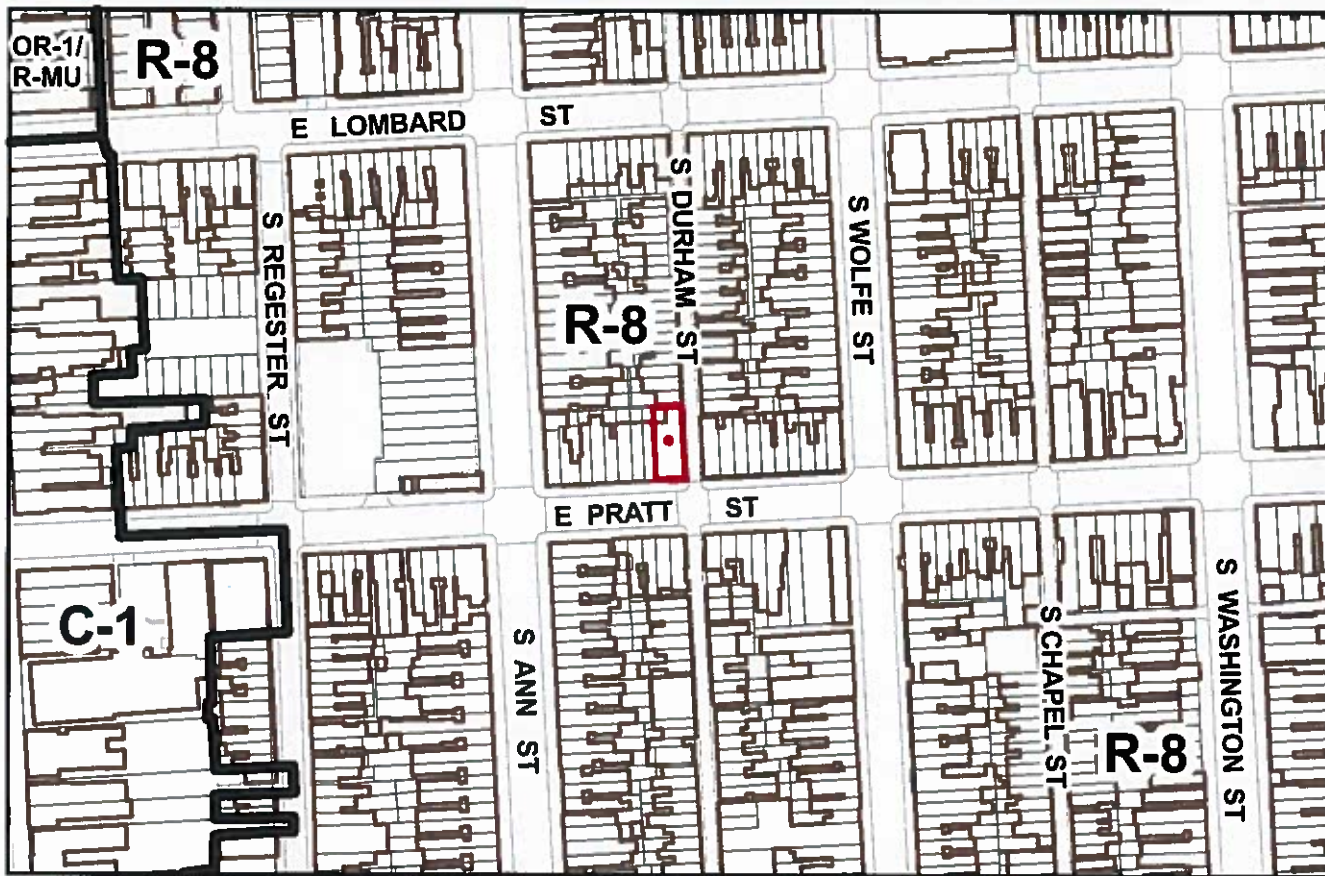 OR-1/
R-MU
R-8
E LOMBARD ST
S REGESTER ST
S DURHAM ST
S WOLFE ST
R-8
E PRATT ST
C-1
S ANN ST
S CHAPEL ST
R-8
S WASHINGTON ST